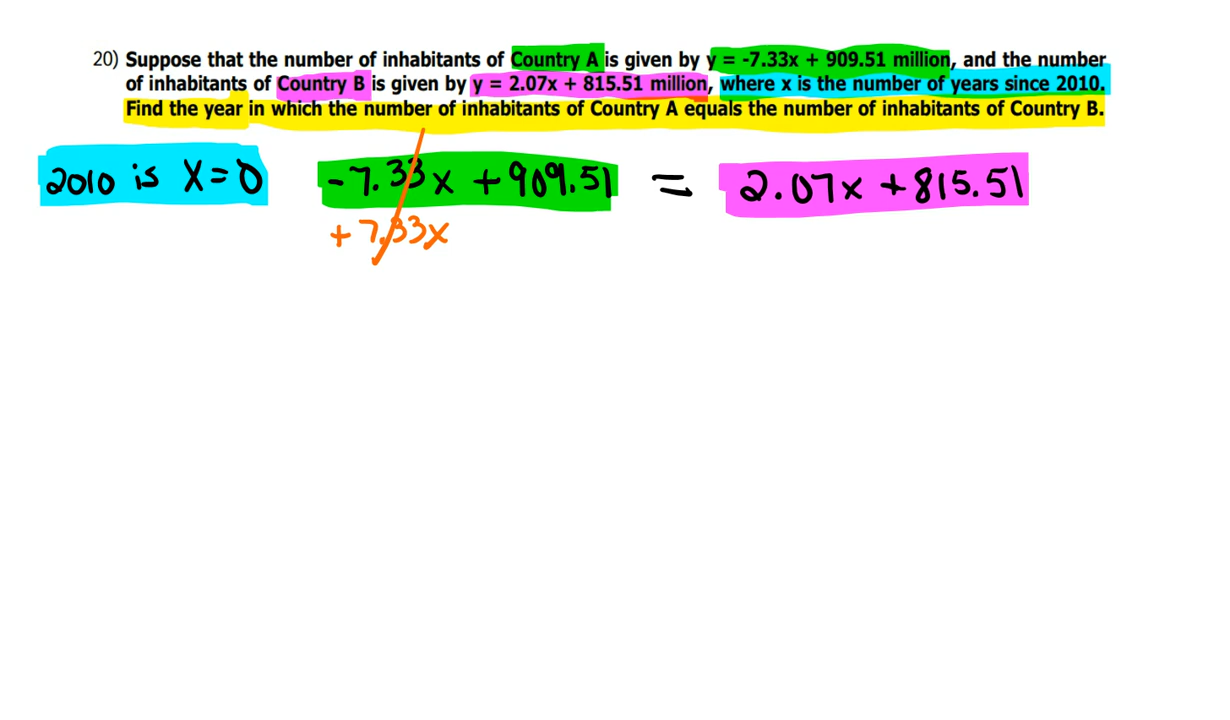 20) Suppose that the number of inhabitants of Country A is given by y = -7.33x + 909.51 million, and the number
of inhabitants of Country B is given by y = 2.07x + 815.51 million, where x is the number of years since 2010.
Find the year in which the number of inhabitants of Country A equals the number of inhabitants of Country B.
2010 is X=0 -7.33x +909.51 = 2.07x +815.51
+7.33x